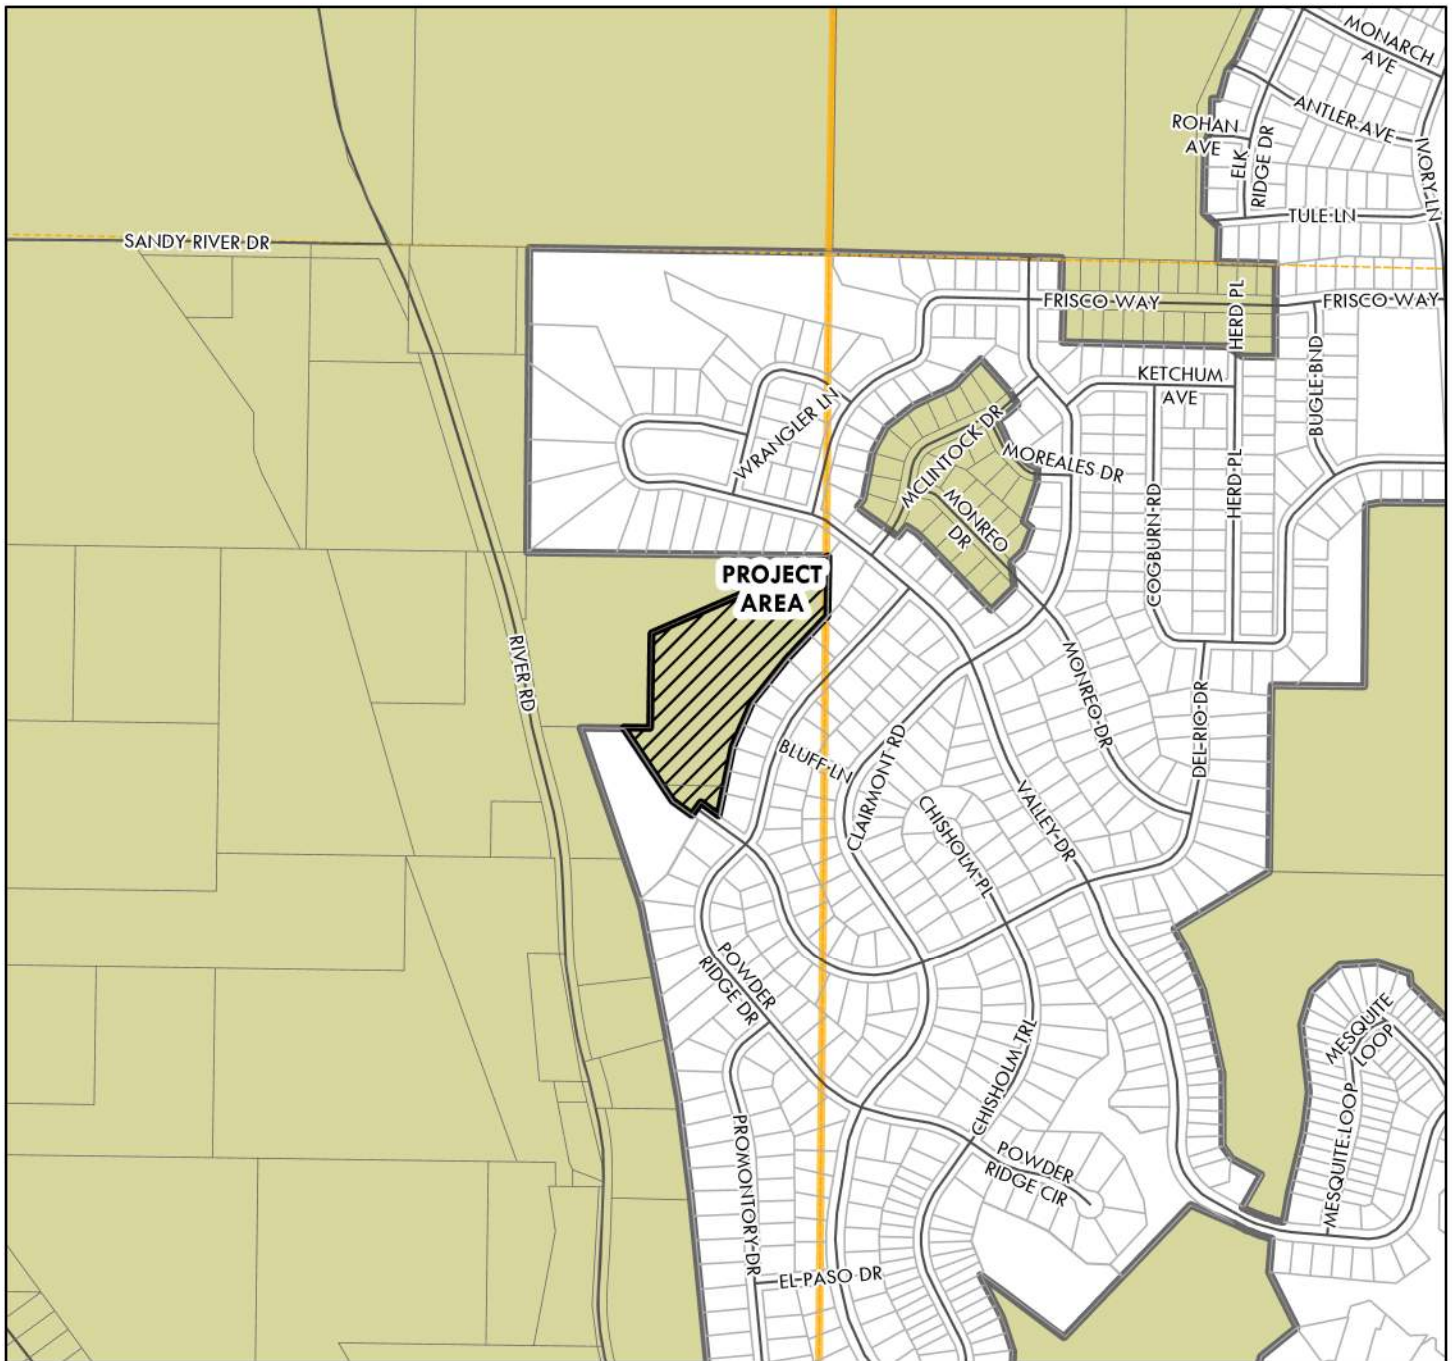 MONARCH
AVE
ANTLER AVE
ROHAN
AVE
ELK
RIDGE DR
IVORY LN
TULE LN
SANDY RIVER DR
FRISCO WAY
HERD PL
FRISCO WAY
KETCHUM
AVE
BUGLE BND
WRANGLER LN
MCLINTOCK DR
MOREALES DR
MONREO
DR
COGBURN RD
HERD PL
PROJECT
AREA
RIVER RD
MONREO DR
DEL RIO DR
BLUFF LN
CLAIRMONT RD
VALLEY DR
CHISHOLM PL
POWDER
RIDGE DR
CHISHOLM TRL
MESQUITE
LOOP
MESQUITE LOOP
PROMONTORY DR
POWDER
RIDGE CIR
EL PASO DR